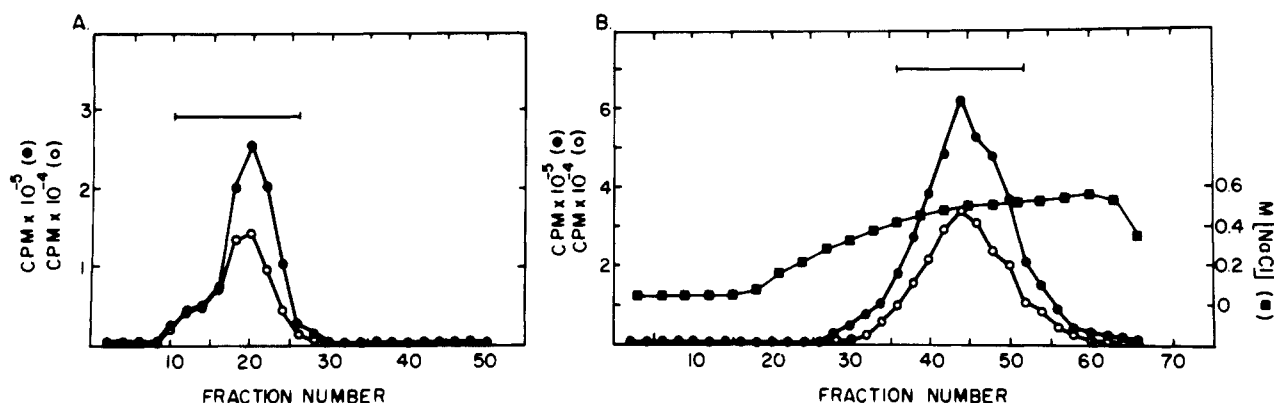 A.
3
2
1
CPM x 10⁻⁵ (●)
CPM x 10⁻⁴ (○)
10 20 30 40 50
FRACTION NUMBER
B.
6
4
2
CPM x 10⁻⁵ (●)
CPM x 10⁻⁴ (○)
0.6
0.4
0.2
0
M [NaCl] (■)
10 20 30 40 50 60 70
FRACTION NUMBER